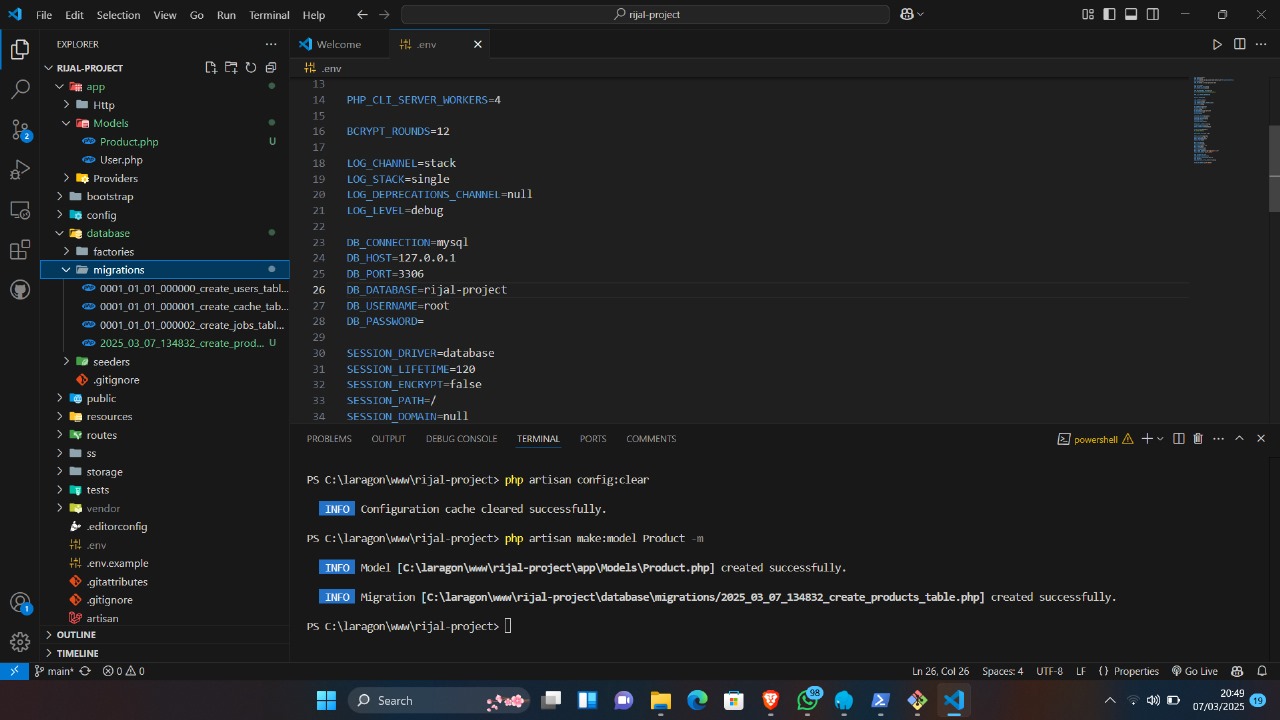 File Edit Selection View Go Run Terminal Help
rijal-project
EXPLORER
Welcome
.env
RIJAL-PROJECT
.env
app
Http
Models
Product.php U
User.php
Providers
bootstrap
config
database
factories
migrations
0001_01_01_000000_create_users_tabl...
0001_01_01_000001_create_cache_tab...
0001_01_01_000002_create_jobs_tabl...
2025_03_07_134832_create_prod... U
seeders
.gitignore
public
resources
routes
ss
storage
tests
vendor
.editorconfig
.env
.env.example
.gitattributes
.gitignore
artisan
OUTLINE
TIMELINE
13
14 PHP_CLI_SERVER_WORKERS=4
15
16 BCRYPT_ROUNDS=12
17
18 LOG_CHANNEL=stack
19 LOG_STACK=single
20 LOG_DEPRECATIONS_CHANNEL=null
21 LOG_LEVEL=debug
22
23 DB_CONNECTION=mysql
24 DB_HOST=127.0.0.1
25 DB_PORT=3306
26 DB_DATABASE=rijal-project
27 DB_USERNAME=root
28 DB_PASSWORD=
29
30 SESSION_DRIVER=database
31 SESSION_LIFETIME=120
32 SESSION_ENCRYPT=false
33 SESSION_PATH=/
34 SESSION_DOMAIN=null
PROBLEMS OUTPUT DEBUG CONSOLE TERMINAL PORTS COMMENTS
powershell
PS C:\laragon\www\rijal-project> php artisan config:clear
INFO Configuration cache cleared successfully.
PS C:\laragon\www\rijal-project> php artisan make:model Product -m
INFO Model [C:\laragon\www\rijal-project\app\Models\Product.php] created successfully.
INFO Migration [C:\laragon\www\rijal-project\database\migrations/2025_03_07_134832_create_products_table.php] created successfully.
PS C:\laragon\www\rijal-project>
2
1
main* 0 0
Ln 26, Col 26 Spaces: 4 UTF-8 LF {} Properties Go Live
Search
98
20:49
07/03/2025
19